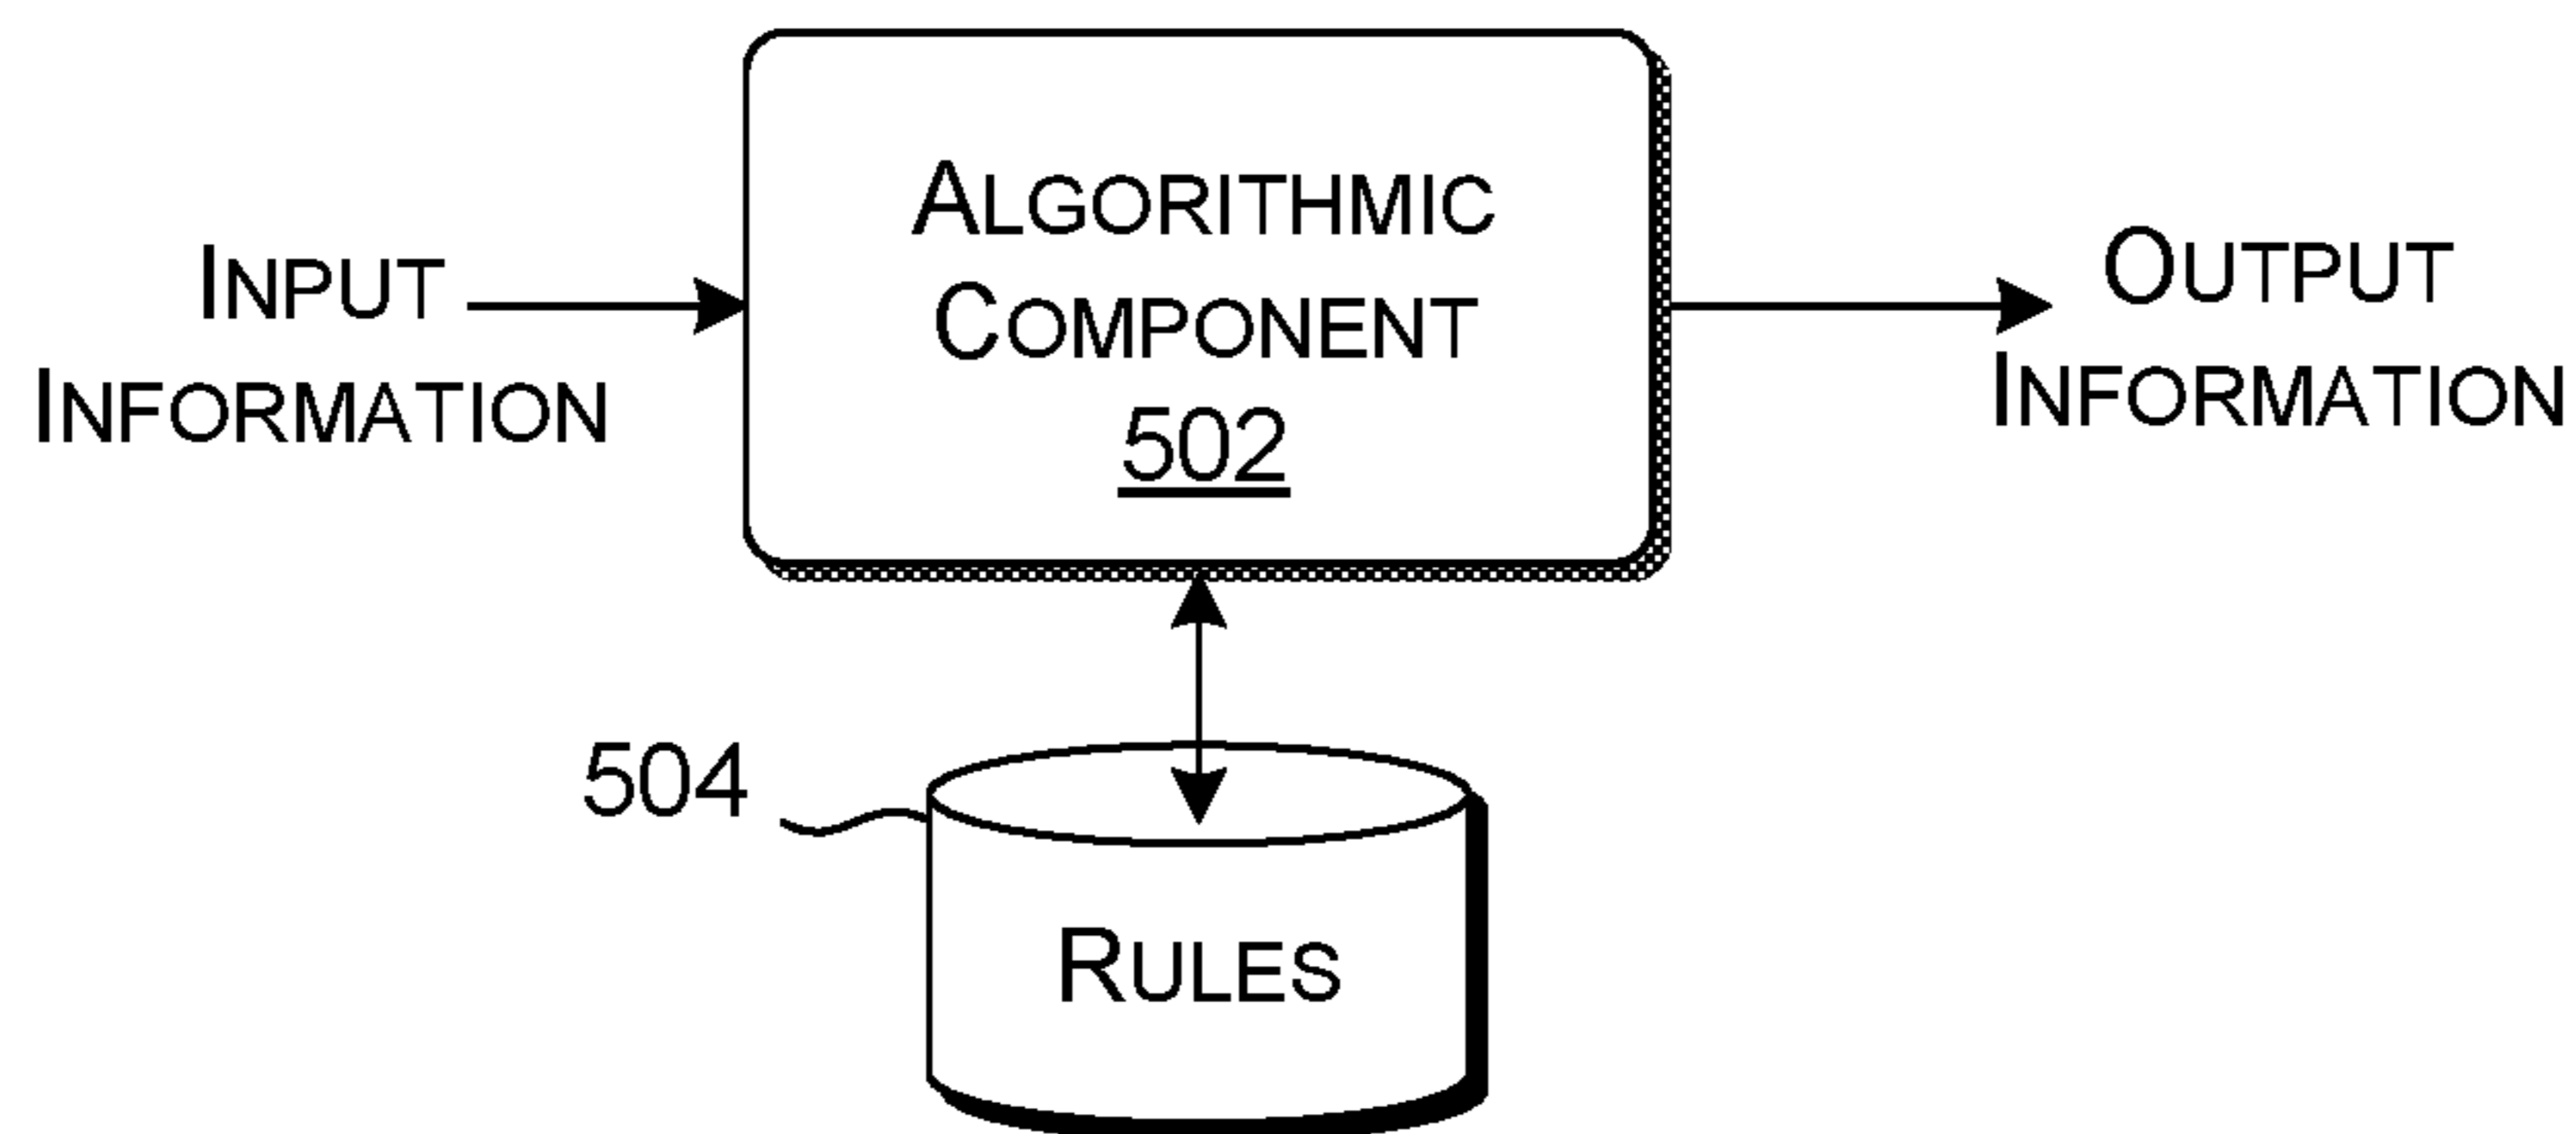 INPUT
INFORMATION
ALGORITHMIC
COMPONENT
502
OUTPUT
INFORMATION
504
RULES